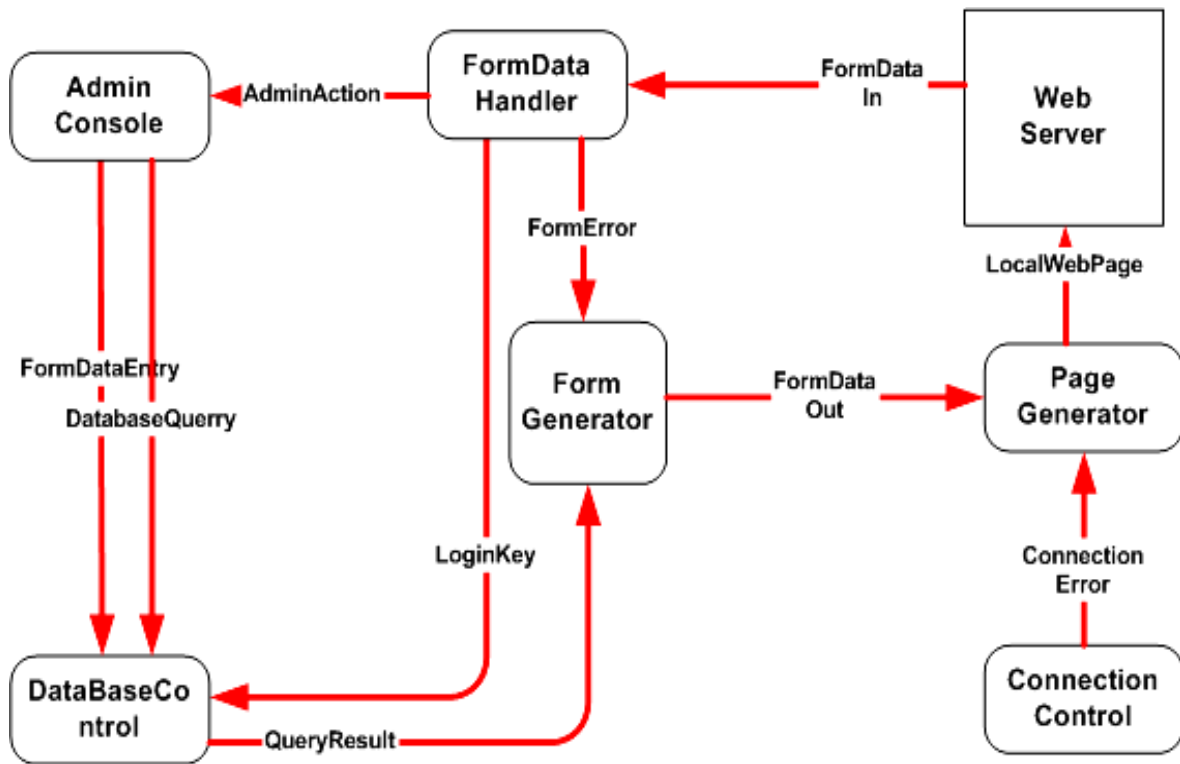 Admin
Console
AdminAction
FormData
Handler
FormData
In
Web
Server
FormError
LocalWebPage
FormDataEntry
DatabaseQuerry
Form
Generator
FormData
Out
Page
Generator
LoginKey
Connection
Error
DataBaseCo
ntrol
QueryResult
Connection
Control